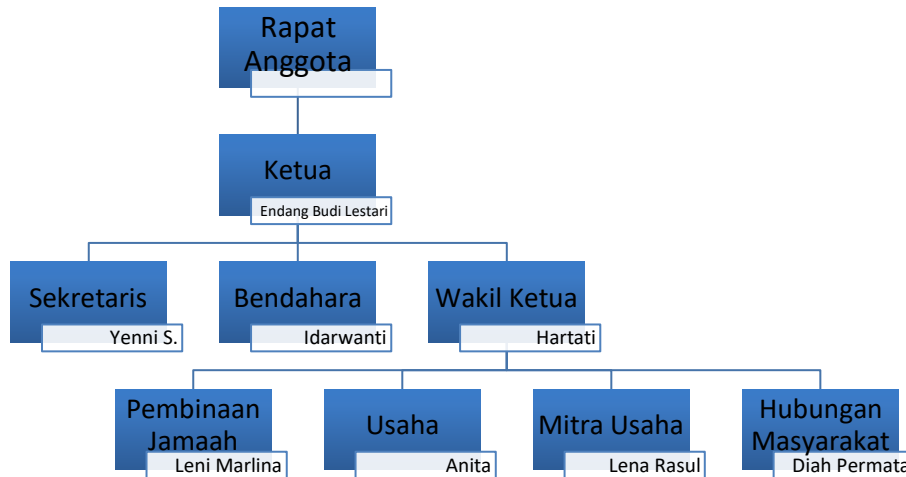 Rapat
Anggota
Ketua
Endang Budi Lestari
Sekretaris
Yenni S.
Bendahara
Idarwanti
Wakil Ketua
Hartati
Pembinaan
Jamaah
Leni Marlina
Usaha
Anita
Mitra Usaha
Lena Rasul
Hubungan
Masyarakat
Diah Permata